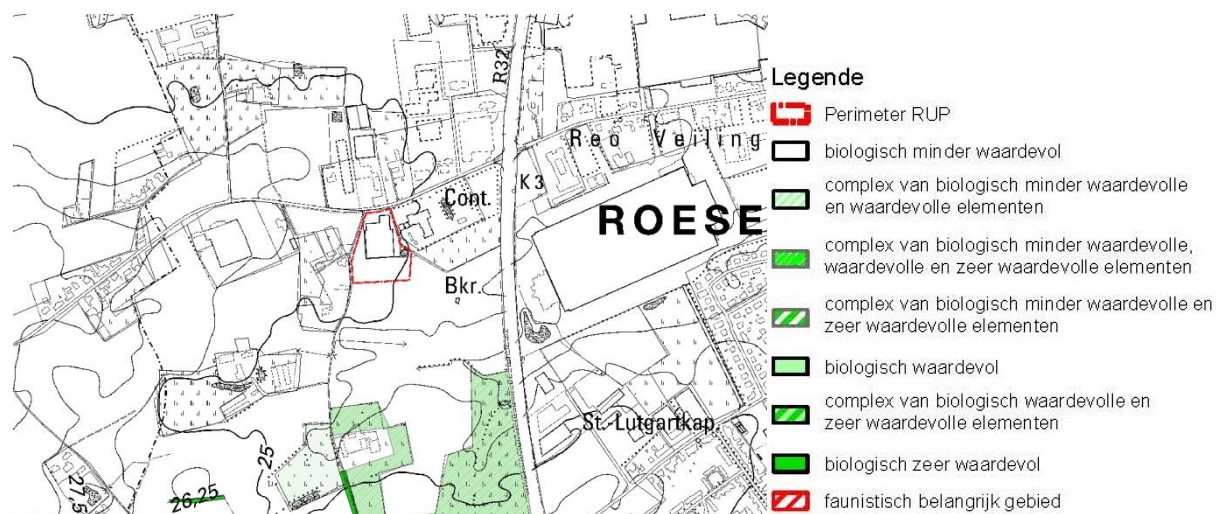 R32
Reo Veiling
K3
Cont.
ROESE
Bkr.
St.-Lutgartkap.
25
26,25
27,5
Legende
Perimeter RUP
biologisch minder waardevol
complex van biologisch minder waardevolle
en waardevolle elementen
complex van biologisch minder waardevolle,
waardevolle en zeer waardevolle elementen
complex van biologisch minder waardevolle en
zeer waardevolle elementen
biologisch waardevol
complex van biologisch waardevolle en
zeer waardevolle elementen
biologisch zeer waardevol
faunistisch belangrijk gebied